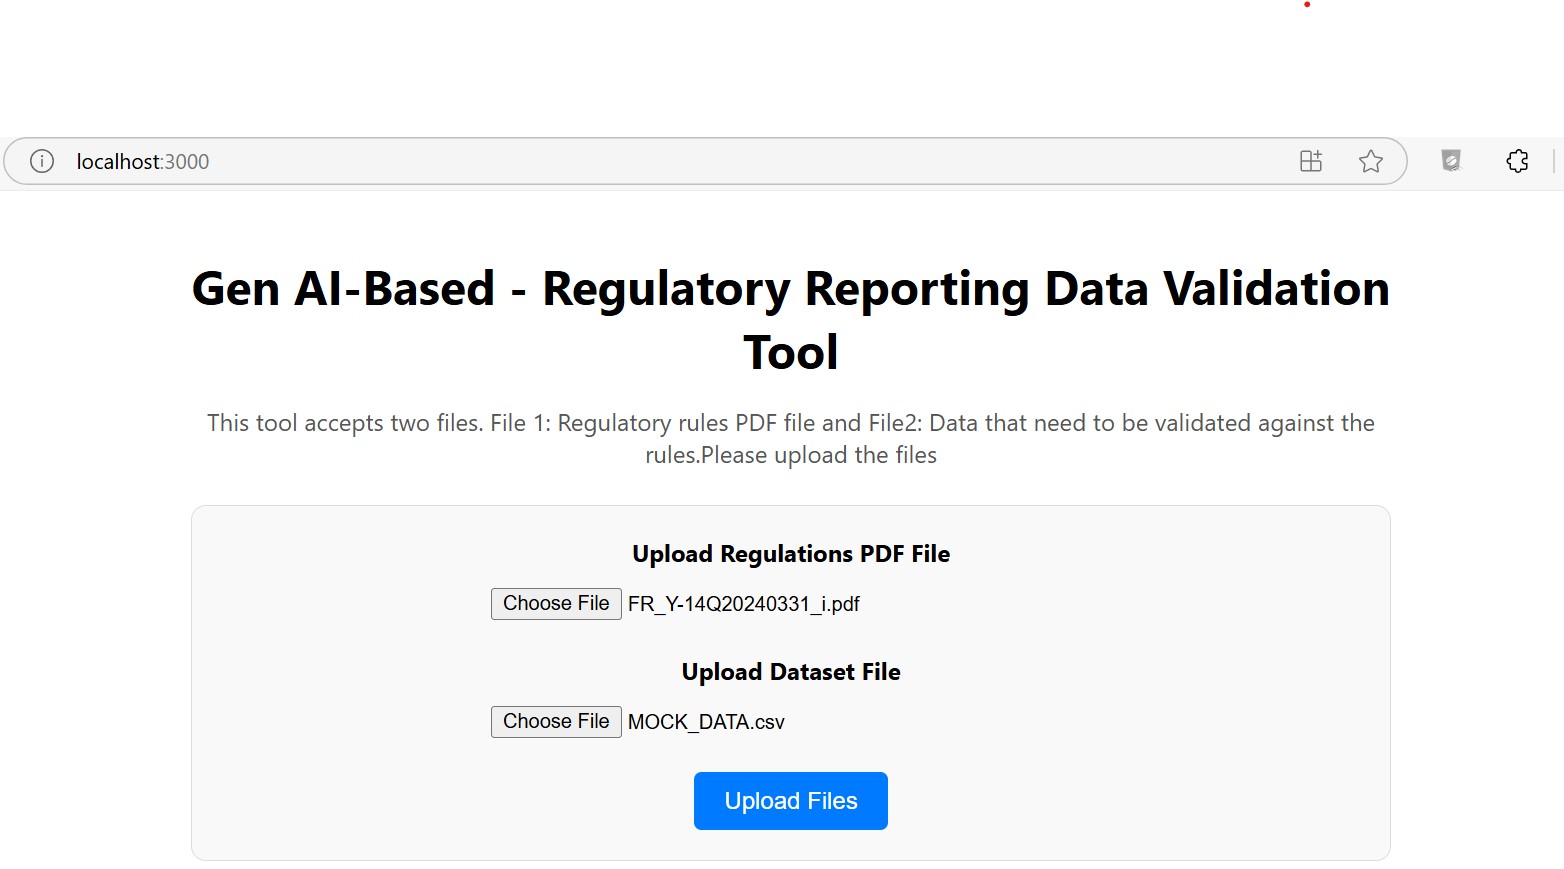 localhost:3000
Gen AI-Based - Regulatory Reporting Data Validation
Tool
This tool accepts two files. File 1: Regulatory rules PDF file and File2: Data that need to be validated against the
rules.Please upload the files
Upload Regulations PDF File
Choose File FR_Y-14Q20240331_i.pdf
Upload Dataset File
Choose File MOCK_DATA.csv
Upload Files